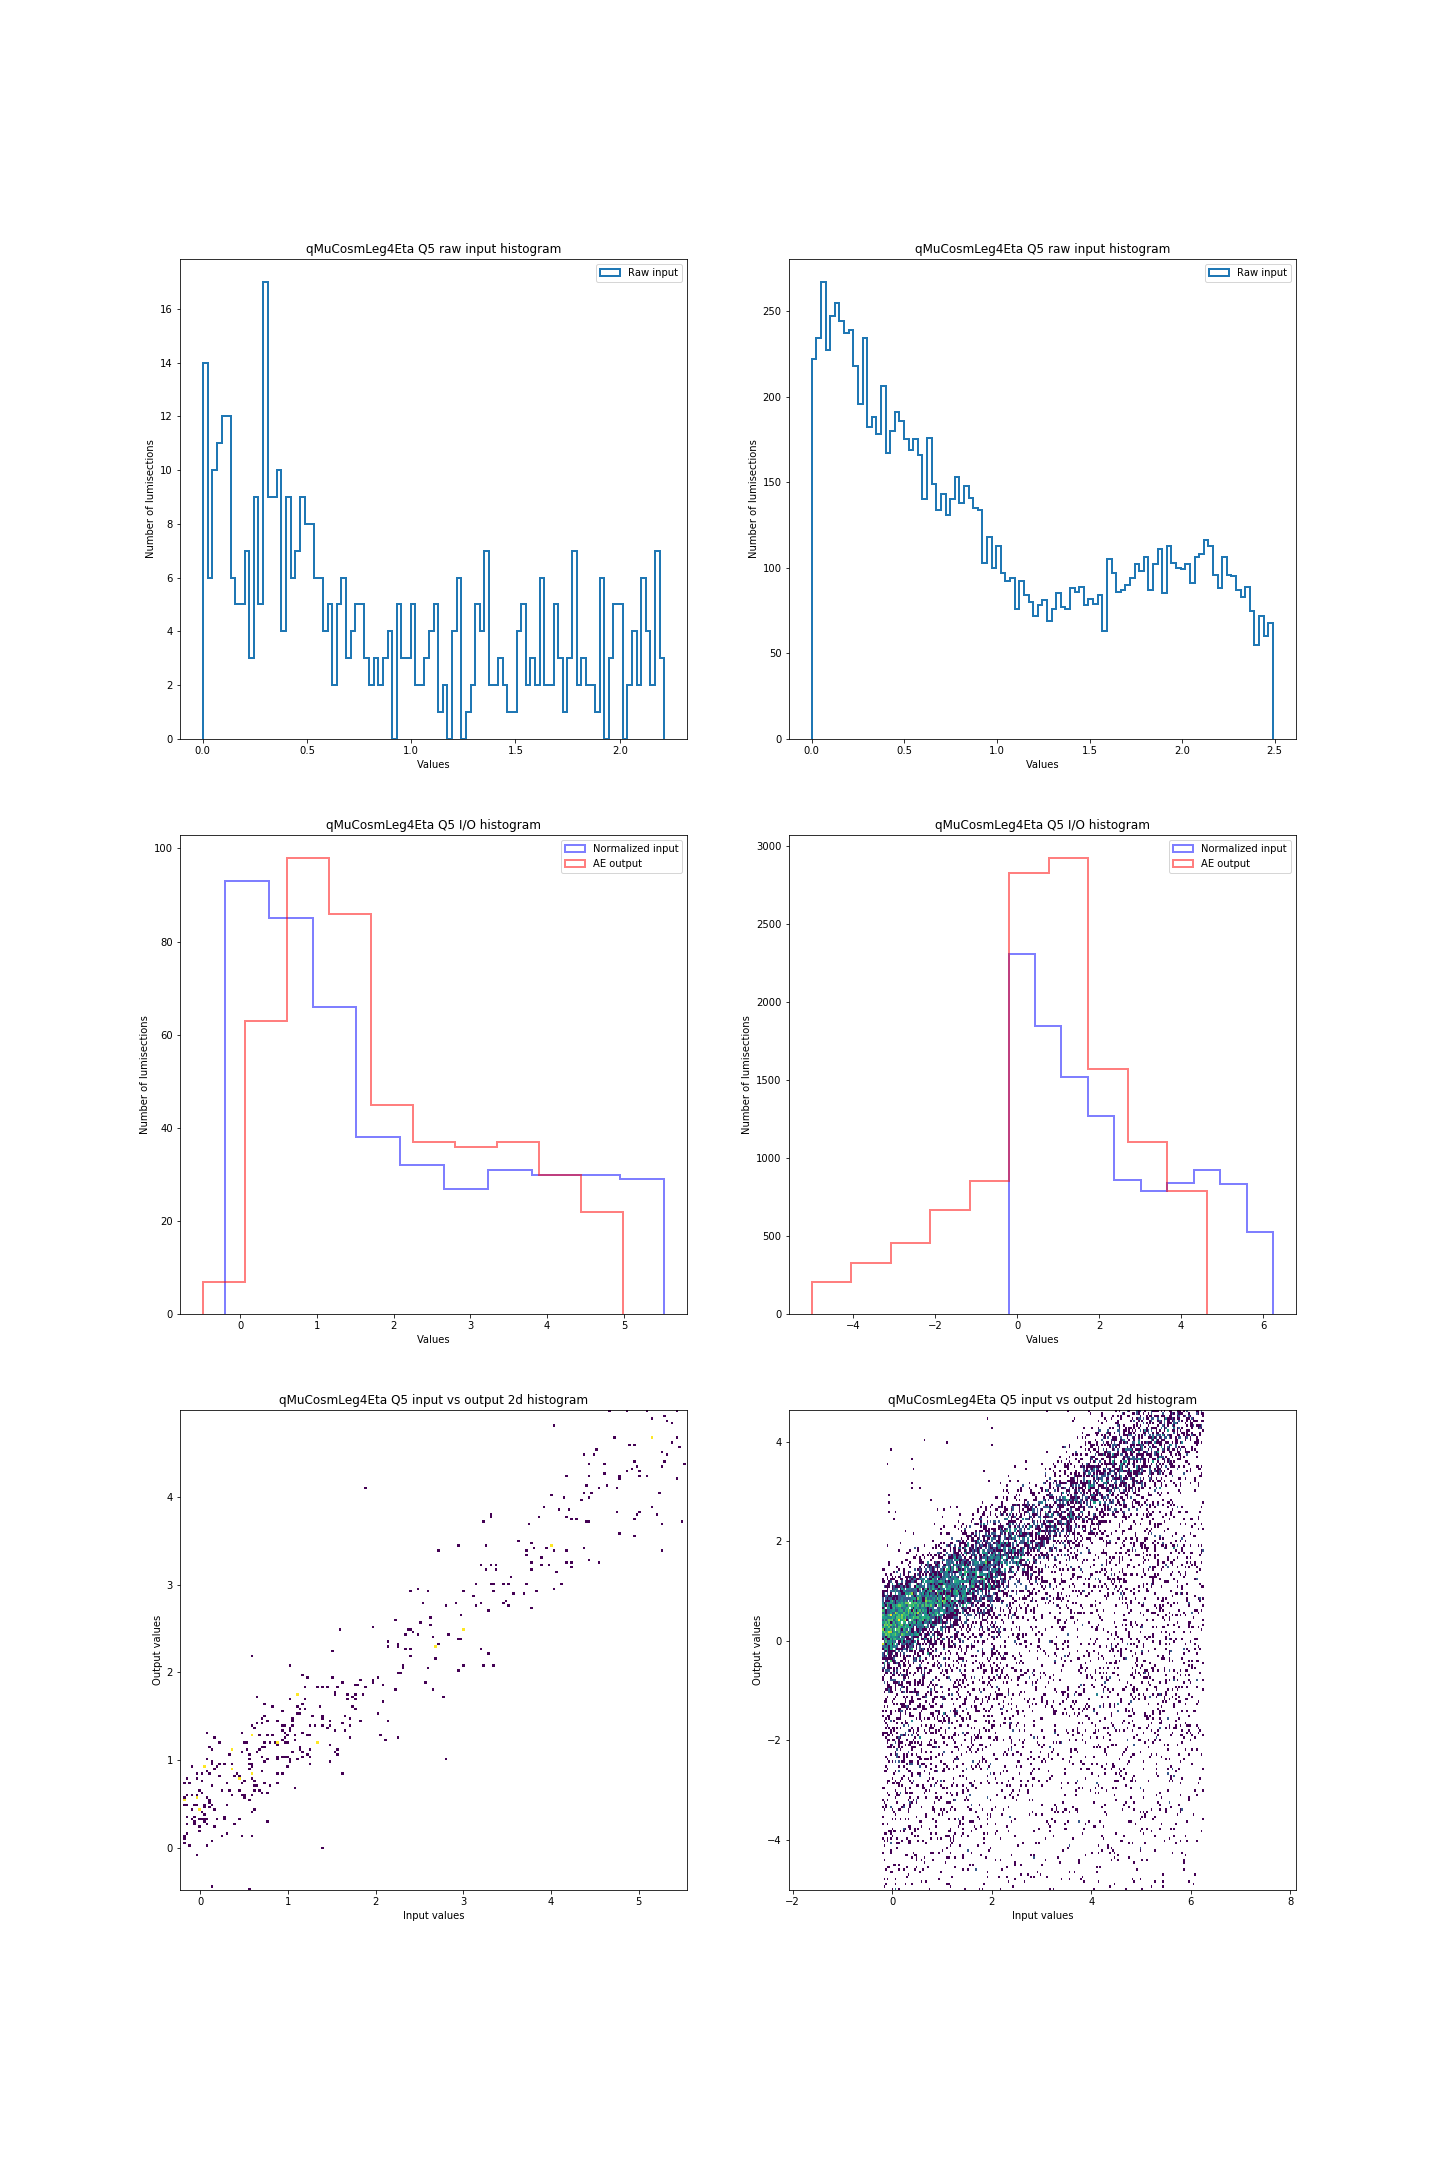 qMuCosmLeg4Eta Q5 raw input histogram
Raw input
16
14
12
10
8
6
4
2
0
Number of lumisections
0.0 0.5 1.0 1.5 2.0
Values
qMuCosmLeg4Eta Q5 raw input histogram
Raw input
250
200
150
100
50
0
Number of lumisections
0.0 0.5 1.0 1.5 2.0 2.5
Values
qMuCosmLeg4Eta Q5 I/O histogram
Normalized input
AE output
100
80
60
40
20
0
Number of lumisections
0 1 2 3 4 5
Values
qMuCosmLeg4Eta Q5 I/O histogram
Normalized input
AE output
3000
2500
2000
1500
1000
500
0
Number of lumisections
−4 −2 0 2 4 6
Values
qMuCosmLeg4Eta Q5 input vs output 2d histogram
4
3
2
1
0
Output values
0 1 2 3 4 5
Input values
qMuCosmLeg4Eta Q5 input vs output 2d histogram
4
2
0
−2
−4
Output values
−2 0 2 4 6 8
Input values